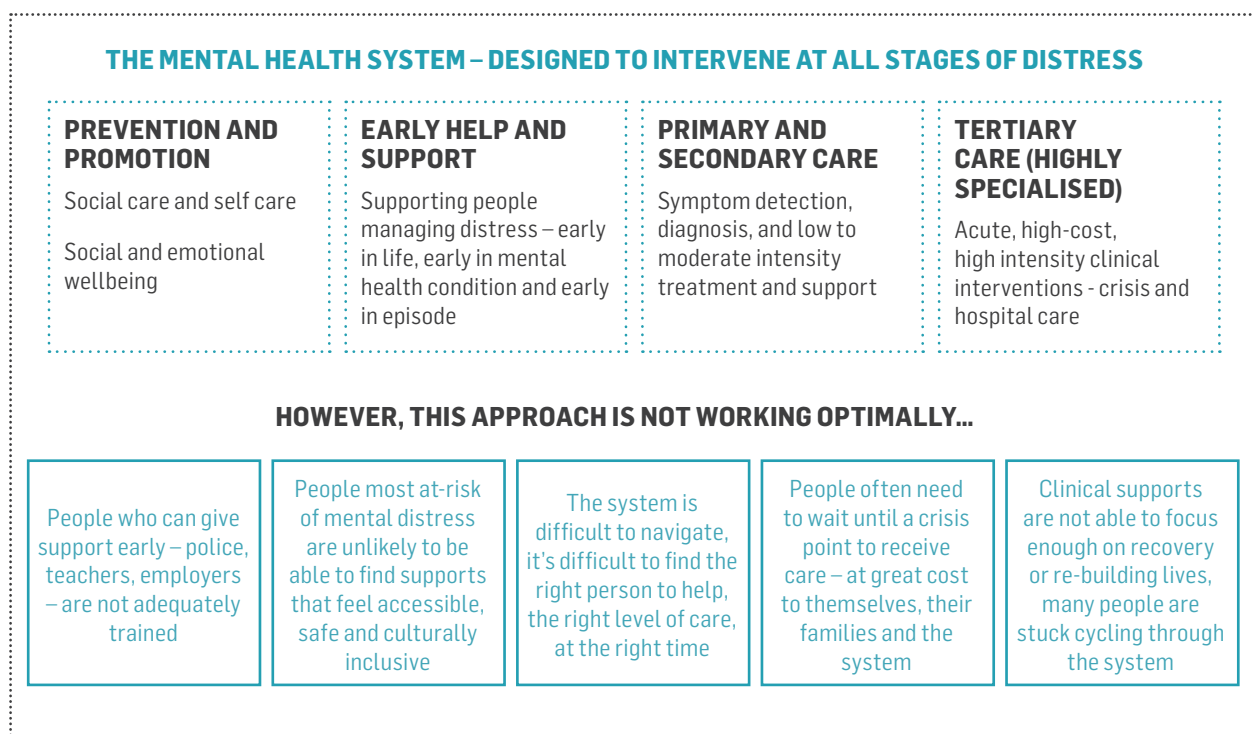 THE MENTAL HEALTH SYSTEM – DESIGNED TO INTERVENE AT ALL STAGES OF DISTRESS
PREVENTION AND
PROMOTION
Social care and self care
Social and emotional
wellbeing
EARLY HELP AND
SUPPORT
Supporting people
managing distress – early
in life, early in mental
health condition and early
in episode
PRIMARY AND
SECONDARY CARE
Symptom detection,
diagnosis, and low to
moderate intensity
treatment and support
TERTIARY
CARE (HIGHLY
SPECIALISED)
Acute, high-cost,
high intensity clinical
interventions - crisis and
hospital care
HOWEVER, THIS APPROACH IS NOT WORKING OPTIMALLY...
People who can give
support early – police,
teachers, employers
– are not adequately
trained
People most at-risk
of mental distress
are unlikely to be
able to find supports
that feel accessible,
safe and culturally
inclusive
The system is
difficult to navigate,
it's difficult to find the
right person to help,
the right level of care,
at the right time
People often need
to wait until a crisis
point to receive
care – at great cost
to themselves, their
families and the
system
Clinical supports
are not able to focus
enough on recovery
or re-building lives,
many people are
stuck cycling through
the system